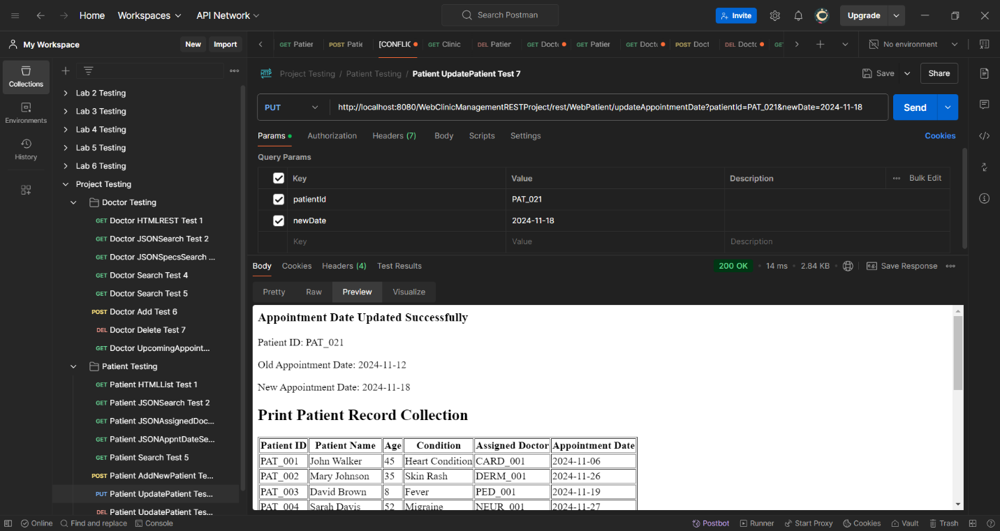 Home Workspaces API Network Search Postman Invite Upgrade
My Workspace New Import
GET Patier POST Patie [CONFLIC GET Clinic DEL Patier GET Docto GET Patier GET Docto POST Doct DEL Docto GE No environment
Collections
Environments
History
Lab 2 Testing
Lab 3 Testing
Lab 4 Testing
Lab 5 Testing
Lab 6 Testing
Project Testing
Doctor Testing
GET Doctor HTMLREST Test 1
GET Doctor JSONSearch Test 2
GET Doctor JSONSpecsSearch ...
GET Doctor Search Test 4
GET Doctor Search Test 5
POST Doctor Add Test 6
DEL Doctor Delete Test 7
GET Doctor UpcomingAppoint...
Patient Testing
GET Patient HTMLList Test 1
GET Patient JSONSearch Test 2
GET Patient JSONAssignedDoc...
GET Patient JSONAppntDateSe...
GET Patient Search Test 5
POST Patient AddNewPatient Te...
PUT Patient UpdatePatient Tes...
DEL Patient UpdatePatient Tes...
HTTP Project Testing / Patient Testing / Patient UpdatePatient Test 7 Save Share
PUT http://localhost:8080/WebClinicManagementRESTProject/rest/WebPatient/updateAppointmentDate?patientId=PAT_021&newDate=2024-11-18 Send
Params Authorization Headers (7) Body Scripts Settings Cookies
Query Params
Key Value Description Bulk Edit
patientId PAT_021
newDate 2024-11-18
Key Value Description
Body Cookies Headers (4) Test Results 200 OK 14 ms 2.84 KB e.g. Save Response
Pretty Raw Preview Visualize
Appointment Date Updated Successfully
Patient ID: PAT_021
Old Appointment Date: 2024-11-12
New Appointment Date: 2024-11-18
Print Patient Record Collection
Patient ID Patient Name Age Condition Assigned Doctor Appointment Date
PAT_001 John Walker 45 Heart Condition CARD_001 2024-11-06
PAT_002 Mary Johnson 35 Skin Rash DERM_001 2024-11-26
PAT_003 David Brown 8 Fever PED_001 2024-11-19
PAT_004 Sarah Davis 52 Migraine NEUR_001 2024-11-27
Online Find and replace Console Postbot Runner Start Proxy Cookies Vault Trash